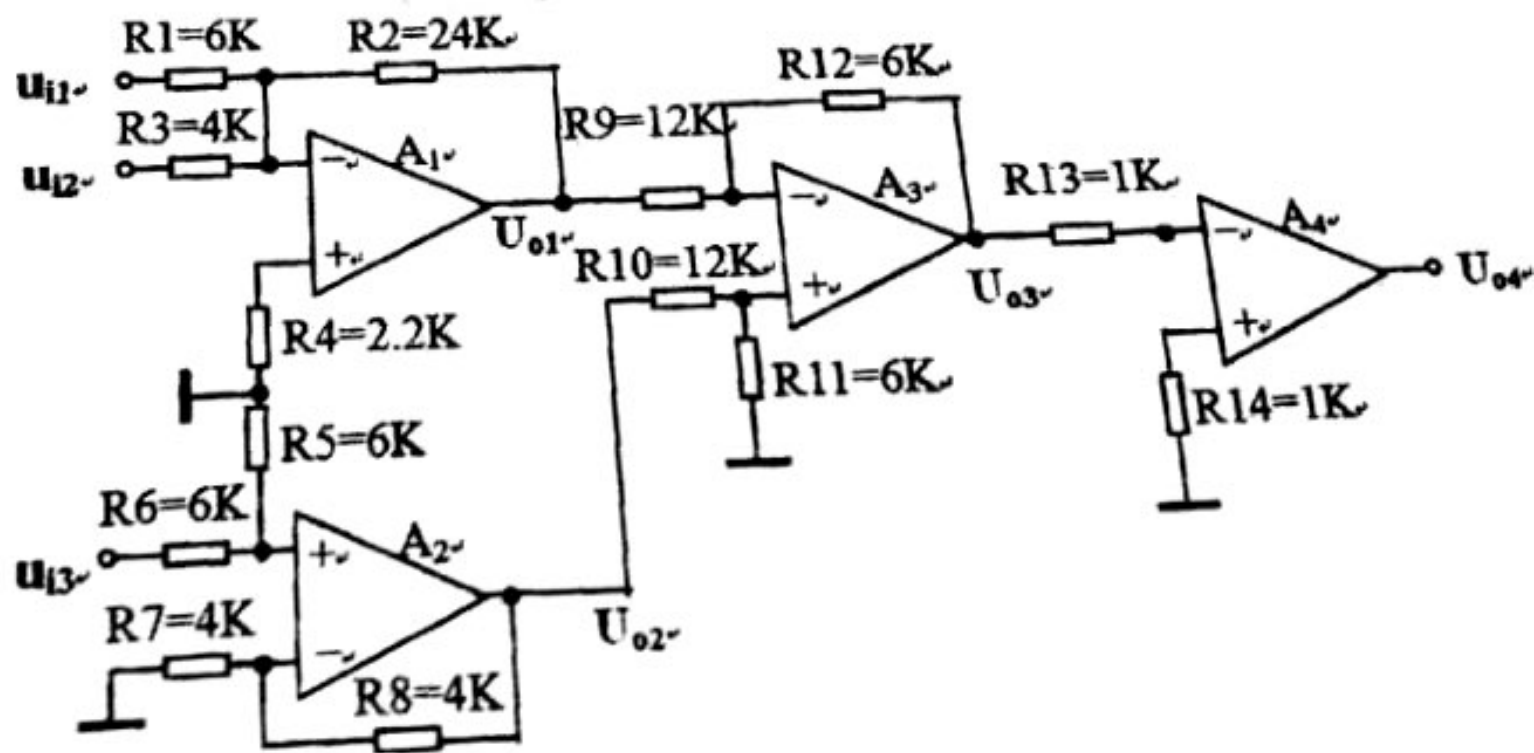 R1=6K
R2=24K
R12=6K
ui1
R3=4K
R9=12K
A1
ui2
A3
R13=1K
A4
Uo1
R10=12K
Uo3
Uo4
R4=2.2K
R11=6K
R14=1K
R5=6K
R6=6K
A2
ui3
R7=4K
Uo2
R8=4K